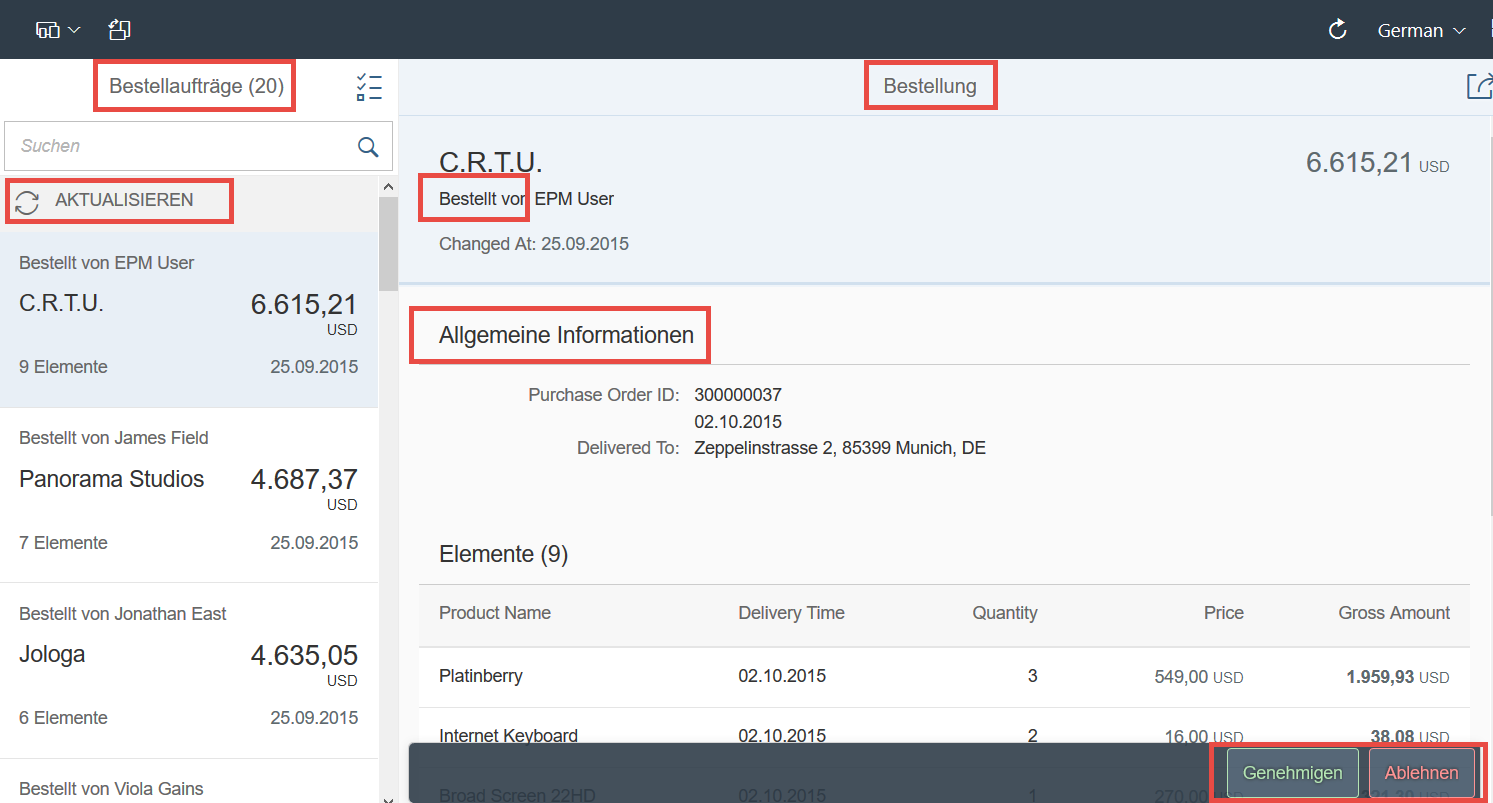 German
Bestellaufträge (20)
Suchen
AKTUALISIEREN
Bestellt von EPM User
C.R.T.U. 6.615,21
USD
9 Elemente 25.09.2015
Bestellt von James Field
Panorama Studios 4.687,37
USD
7 Elemente 25.09.2015
Bestellt von Jonathan East
Jologa 4.635,05
USD
6 Elemente 25.09.2015
Bestellt von Viola Gains
Bestellung
C.R.T.U. 6.615,21 USD
Bestellt von EPM User
Changed At: 25.09.2015
Allgemeine Informationen
Purchase Order ID: 300000037
02.10.2015
Delivered To: Zeppelinstrasse 2, 85399 Munich, DE
Elemente (9)
Product Name Delivery Time Quantity Price Gross Amount
Platinberry 02.10.2015 3 549,00 USD 1.959,93 USD
Internet Keyboard 02.10.2015 2 16,00 USD 38,08 USD
Broad Screen 22HD 02.10.2015 1 270,00 USD 321,30 USD
Genehmigen Ablehnen